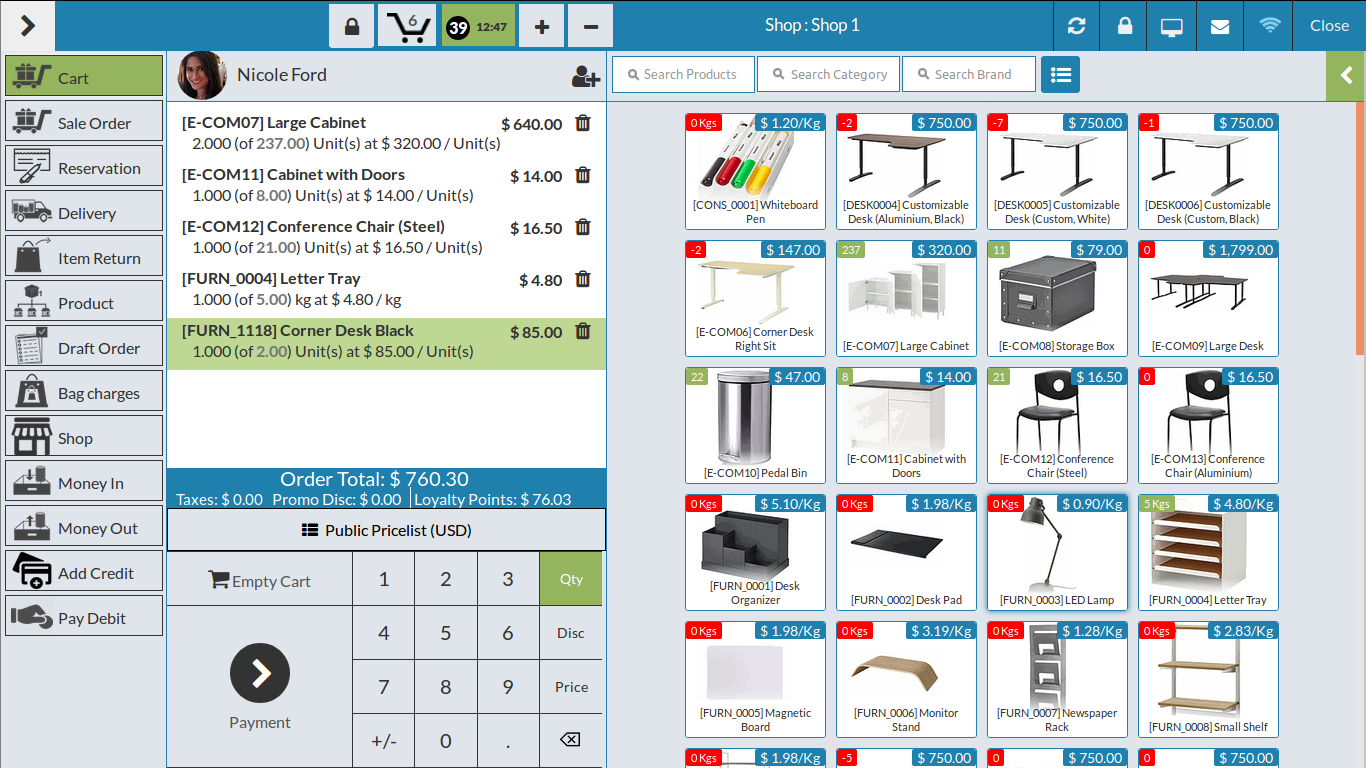 6
39 12:47
Shop : Shop 1
Close
Cart
Sale Order
Reservation
Delivery
Item Return
Product
Draft Order
Bag charges
Shop
Money In
Money Out
Add Credit
Pay Debit
Nicole Ford
[E-COM07] Large Cabinet $ 640.00
2.000 (of 237.00) Unit(s) at $ 320.00 / Unit(s)
[E-COM11] Cabinet with Doors $ 14.00
1.000 (of 8.00) Unit(s) at $ 14.00 / Unit(s)
[E-COM12] Conference Chair (Steel) $ 16.50
1.000 (of 21.00) Unit(s) at $ 16.50 / Unit(s)
[FURN_0004] Letter Tray $ 4.80
1.000 (of 5.00) kg at $ 4.80 / kg
[FURN_1118] Corner Desk Black $ 85.00
1.000 (of 2.00) Unit(s) at $ 85.00 / Unit(s)
Order Total: $ 760.30
Taxes: $ 0.00 Promo Disc: $ 0.00 Loyalty Points: $ 76.03
Public Pricelist (USD)
Empty Cart 1 2 3 Qty
4 5 6 Disc
7 8 9 Price
Payment
+/- 0 .
Search Products Search Category Search Brand
0 Kgs $ 1.20/Kg
[CONS_0001] Whiteboard
Pen
-2 $ 750.00
[DESK0004] Customizable
Desk (Aluminium, Black)
-7 $ 750.00
[DESK0005] Customizable
Desk (Custom, White)
-1 $ 750.00
[DESK0006] Customizable
Desk (Custom, Black)
-2 $ 147.00
[E-COM06] Corner Desk
Right Sit
237 $ 320.00
[E-COM07] Large Cabinet
11 $ 79.00
[E-COM08] Storage Box
0 $ 1,799.00
[E-COM09] Large Desk
22 $ 47.00
[E-COM10] Pedal Bin
8 $ 14.00
[E-COM11] Cabinet with
Doors
21 $ 16.50
[E-COM12] Conference
Chair (Steel)
0 $ 16.50
[E-COM13] Conference
Chair (Aluminium)
0 Kgs $ 5.10/Kg
[FURN_0001] Desk
Organizer
0 Kgs $ 1.98/Kg
[FURN_0002] Desk Pad
0 Kgs $ 0.90/Kg
[FURN_0003] LED Lamp
5 Kgs $ 4.80/Kg
[FURN_0004] Letter Tray
0 Kgs $ 1.98/Kg
[FURN_0005] Magnetic
Board
0 Kgs $ 3.19/Kg
[FURN_0006] Monitor
Stand
0 Kgs $ 1.28/Kg
[FURN_0007] Newspaper
Rack
0 Kgs $ 2.83/Kg
[FURN_0008] Small Shelf
0 Kgs $ 1.98/Kg
-5 $ 750.00
0 $ 750.00
0 $ 750.00